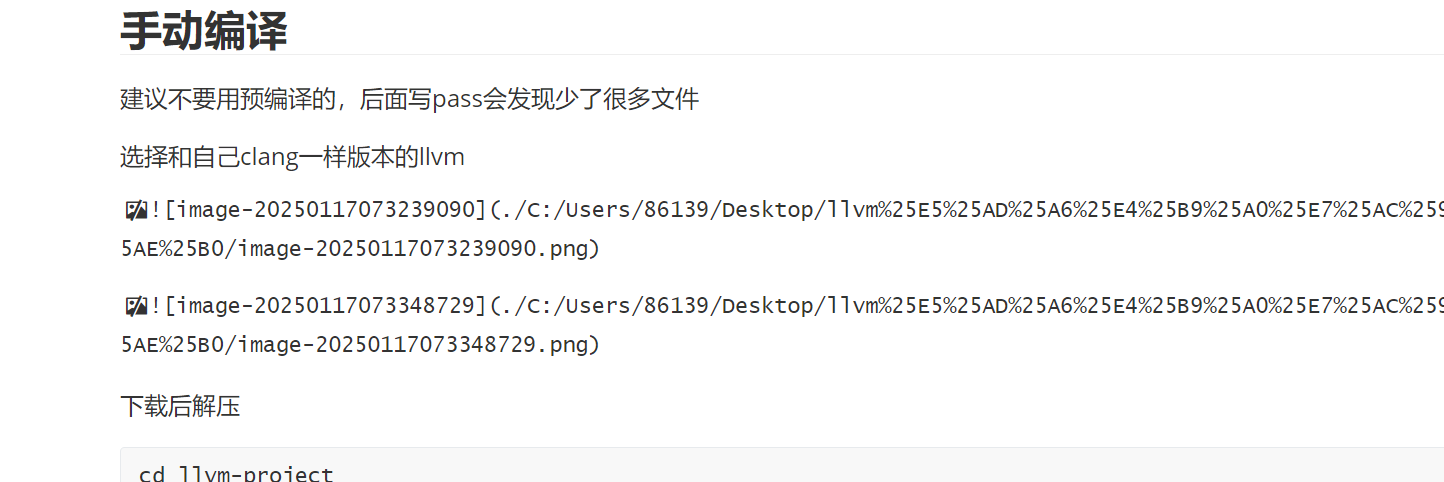 手动编译
建议不要用预编译的，后面写pass会发现少了很多文件
选择和自己clang一样版本的llvm
![image-20250117073239090](./C:/Users/86139/Desktop/llvm%25E5%25AD%25A6%25E4%25B9%25A0%25E7%25AC%259
5AE%25B0/image-20250117073239090.png)
![image-20250117073348729](./C:/Users/86139/Desktop/llvm%25E5%25AD%25A6%25E4%25B9%25A0%25E7%25AC%259
5AE%25B0/image-20250117073348729.png)
下载后解压
cd llvm-project